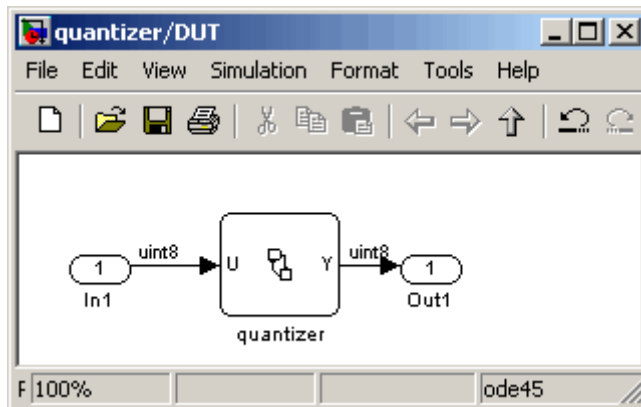 quantizer/DUT
File Edit View Simulation Format Tools Help
uint8 uint8
1 U Y 1
In1 Out1
quantizer
F 100% ode45